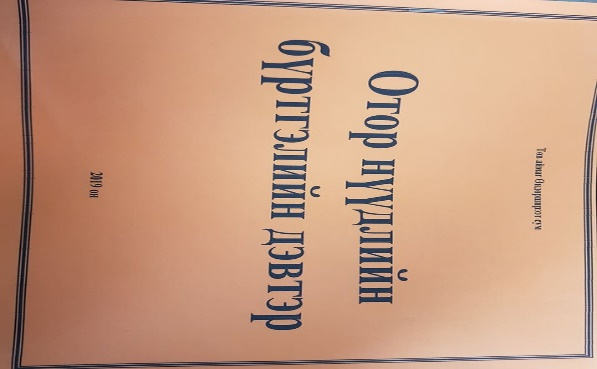 Төв аймаг Өндөрширээт сум
Отор нүүдлийн
бүртгэлийн дэвтэр
2019 он